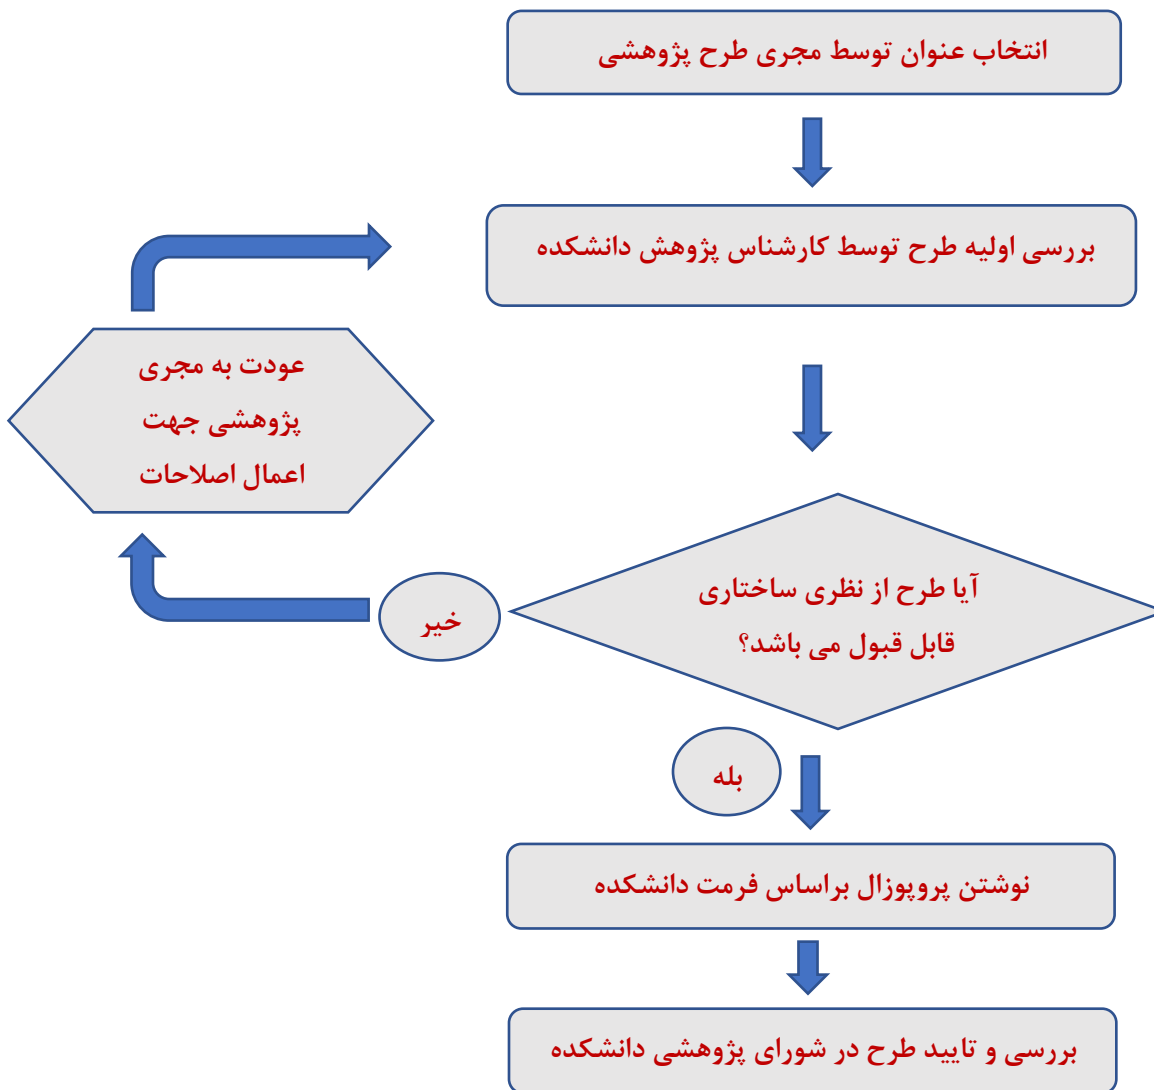 انتخاب عنوان توسط مجری طرح پژوهشی
بررسی اولیه طرح توسط کارشناس پژوهش دانشکده
عودت به مجری
پژوهشی جهت
اعمال اصلاحات
آیا طرح از نظری ساختاری
قابل قبول می باشد؟
خیر
بله
نوشتن پروپوزال براساس فرمت دانشکده
بررسی و تایید طرح در شورای پژوهشی دانشکده